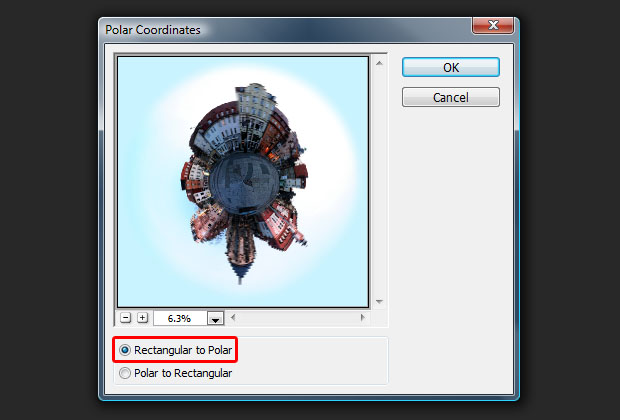 Polar Coordinates
OK
Cancel
6.3%
Rectangular to Polar
Polar to Rectangular